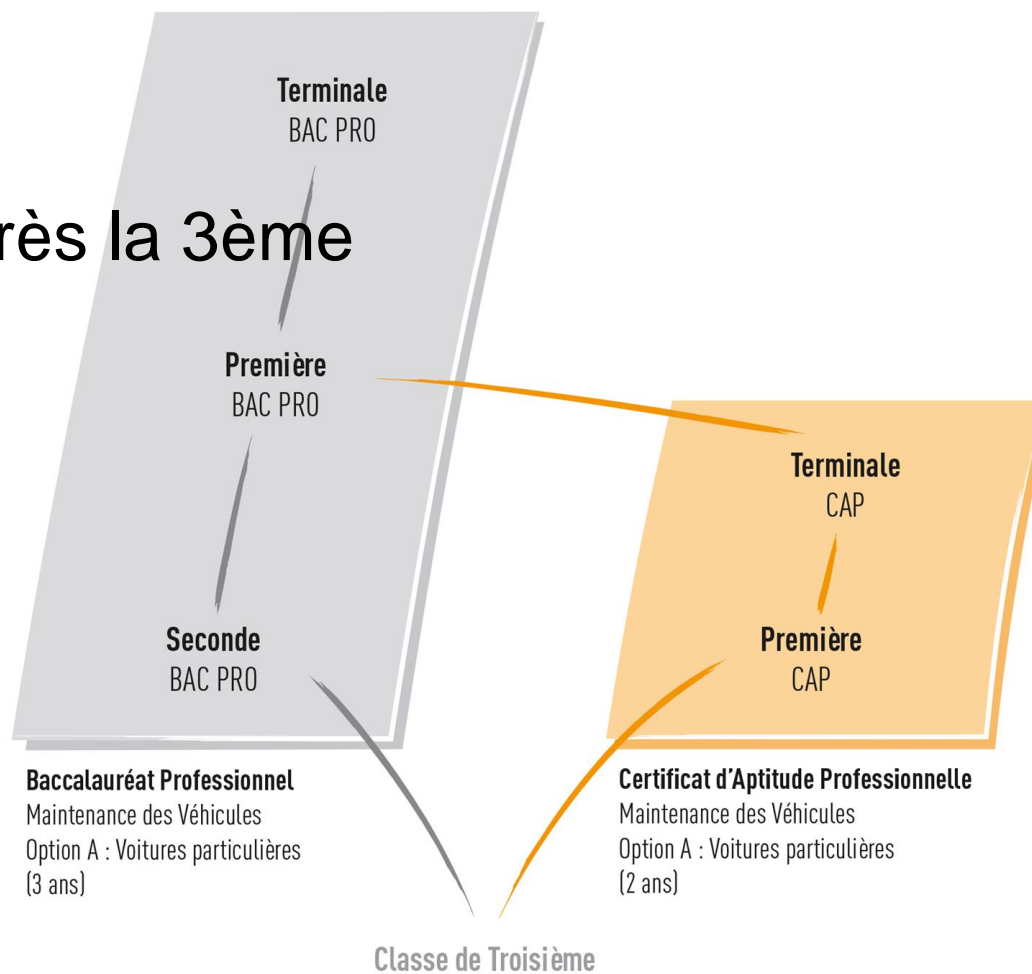 Terminale
BAC PRO
la 3ème
Première
BAC PRO
Terminale
CAP
Seconde
BAC PRO
Première
CAP
Baccalauréat Professionnel
Maintenance des Véhicules
Option A : Voitures particulières
(3 ans)
Certificat d'Aptitude Professionnelle
Maintenance des Véhicules
Option A : Voitures particulières
(2 ans)
Classe de Troisième